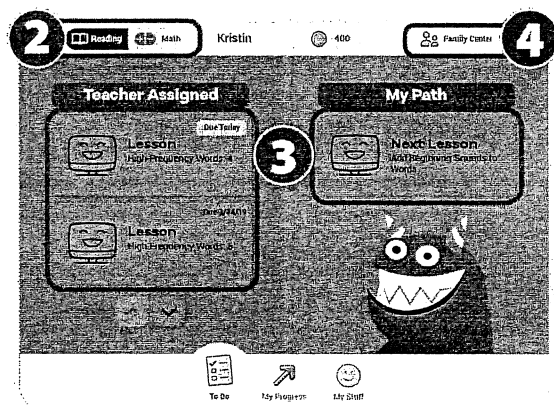 2 Reading Math Kristin 400 Family Center 4
Teacher Assigned My Path
Due Today
Lesson
High-Frequency Words: 4
3
Next Lesson
Add Beginning Sounds to
Words
Lesson
High-Frequency Words: 5
To Do My Progress My Stuff